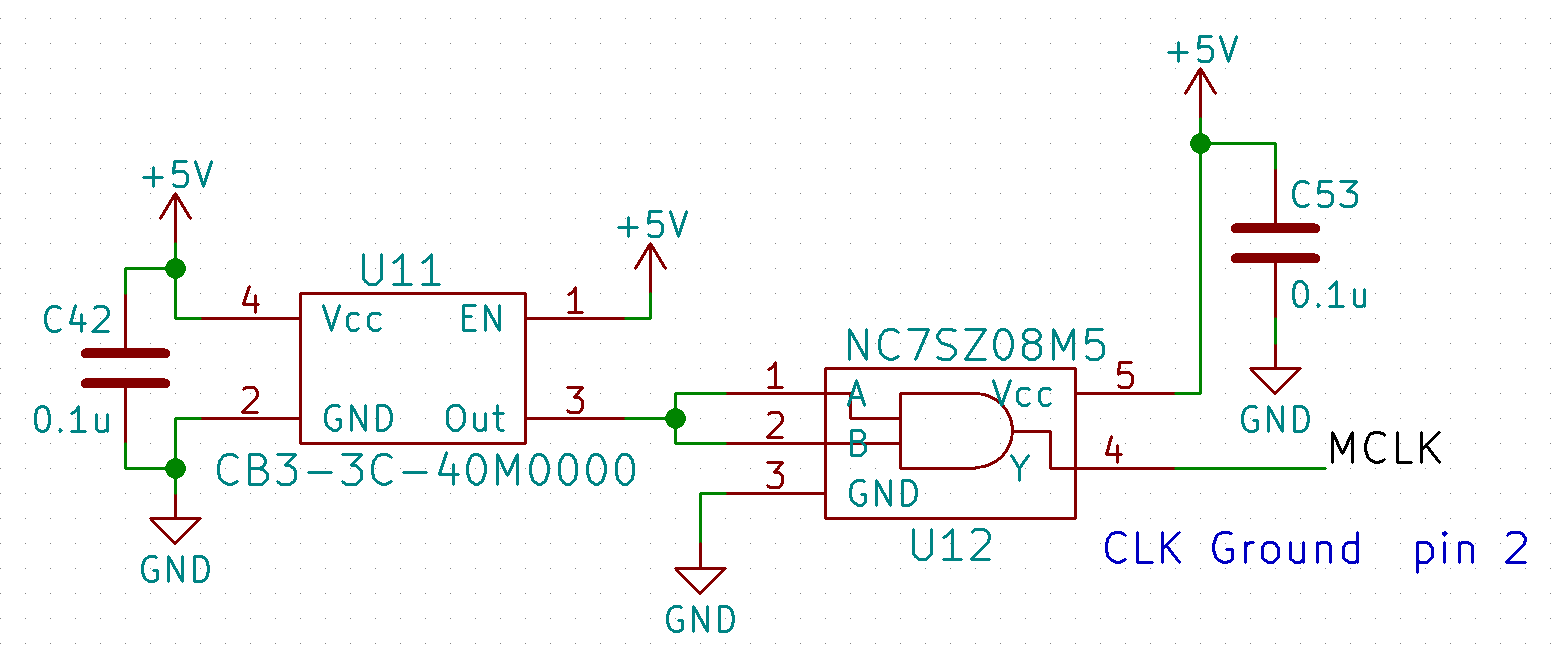 +5V
+5V
C53
0.1u
GND
+5V
U11
4
Vcc
EN
1
C42
0.1u
2
GND
Out
3
CB3-3C-40M0000
GND
NC7SZ08M5
1
A
Vcc
5
2
B
Y
4
MCLK
3
GND
U12
GND
CLK Ground pin 2